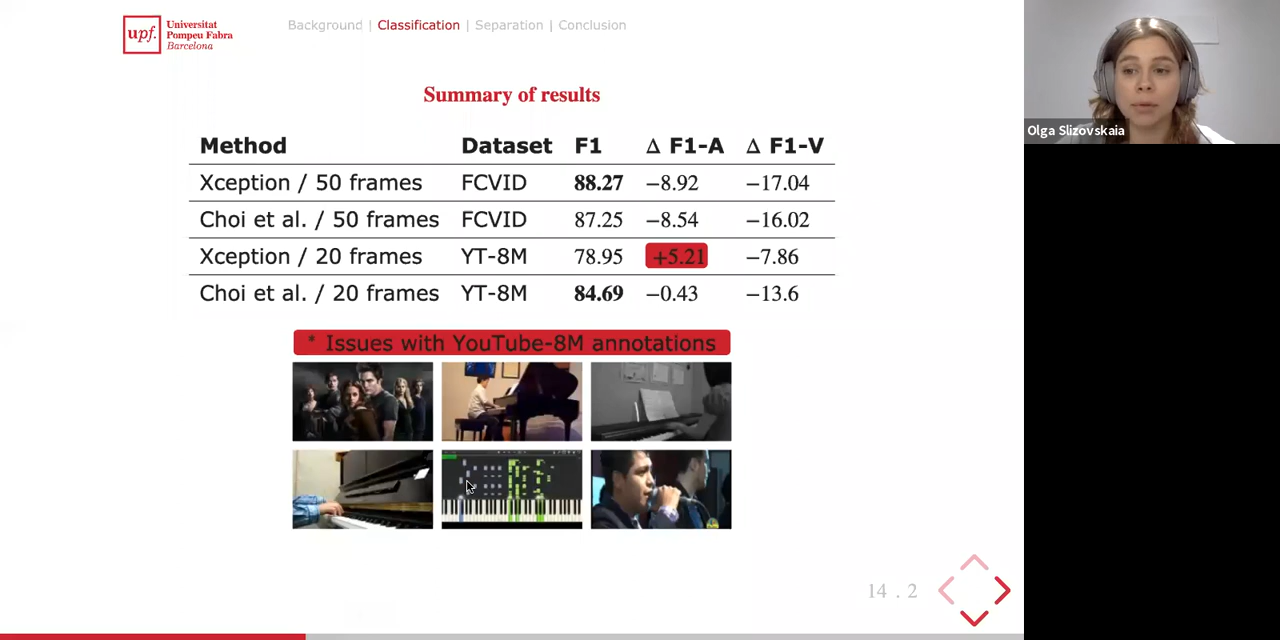 upf. Universitat Pompeu Fabra Barcelona
Background | Classification | Separation | Conclusion
Olga Slizovskaia
Summary of results
Method Dataset F1 Δ F1-A Δ F1-V
Xception / 50 frames FCVID 88.27 −8.92 −17.04
Choi et al. / 50 frames FCVID 87.25 −8.54 −16.02
Xception / 20 frames YT-8M 78.95 +5.21 −7.86
Choi et al. / 20 frames YT-8M 84.69 −0.43 −13.6
* Issues with YouTube-8M annotations
14 . 2